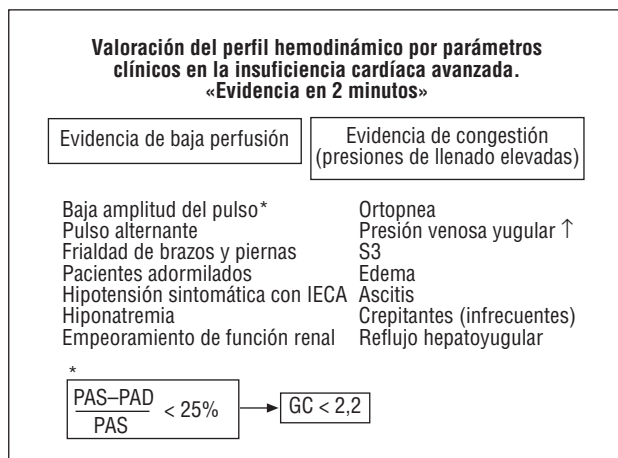 Valoración del perfil hemodinámico por parámetros
clínicos en la insuficiencia cardíaca avanzada.
«Evidencia en 2 minutos»
Evidencia de baja perfusión
Evidencia de congestión
(presiones de llenado elevadas)
Baja amplitud del pulso*
Pulso alternante
Frialdad de brazos y piernas
Pacientes adormilados
Hipotensión sintomática con IECA
Hiponatremia
Empeoramiento de función renal
Ortopnea
Presión venosa yugular ↑
S3
Edema
Ascitis
Crepitantes (infrecuentes)
Reflujo hepatoyugular
*
PAS–PAD
PAS
< 25%
GC < 2,2